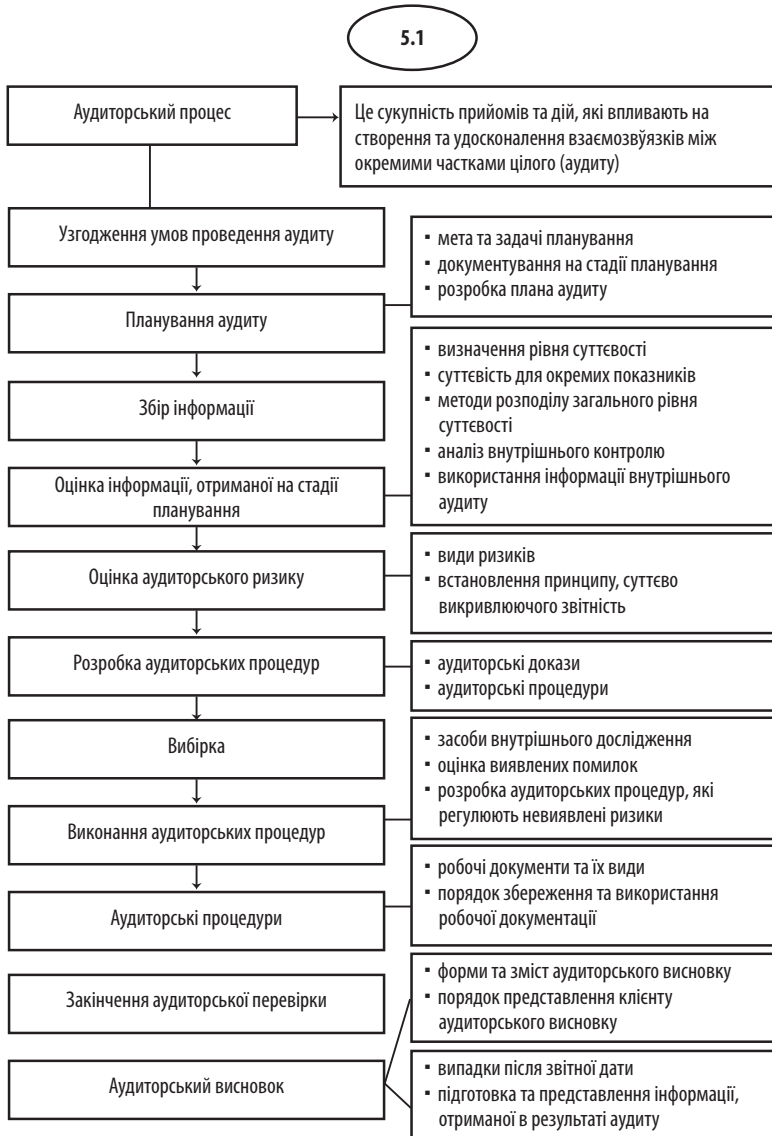 5.1
Аудиторський процес
Це сукупність прийомів та дій, які впливають на
створення та удосконалення взаємозвўязків між
окремими частками цілого (аудиту)
Узгодження умов проведення аудиту
▪ мета та задачі планування
▪ документування на стадії планування
▪ розробка плана аудиту
Планування аудиту
▪ визначення рівня суттєвості
▪ суттєвість для окремих показників
▪ методи розподілу загального рівня
суттєвості
▪ аналіз внутрішнього контролю
▪ використання інформації внутрішнього
аудиту
Збір інформації
Оцінка інформації, отриманої на стадії
планування
Оцінка аудиторського ризику
▪ види ризиків
▪ встановлення принципу, суттєво
викривлюючого звітність
Розробка аудиторських процедур
▪ аудиторські докази
▪ аудиторські процедури
Вибірка
▪ засоби внутрішнього дослідження
▪ оцінка виявлених помилок
▪ розробка аудиторських процедур, які
регулюють невиявлені ризики
Виконання аудиторських процедур
Аудиторські процедури
▪ робочі документи та їх види
▪ порядок збереження та використання
робочої документації
Закінчення аудиторської перевірки
▪ форми та зміст аудиторського висновку
▪ порядок представлення клієнту
аудиторського висновку
Аудиторський висновок
▪ випадки після звітної дати
▪ підготовка та представлення інформації,
отриманої в результаті аудиту